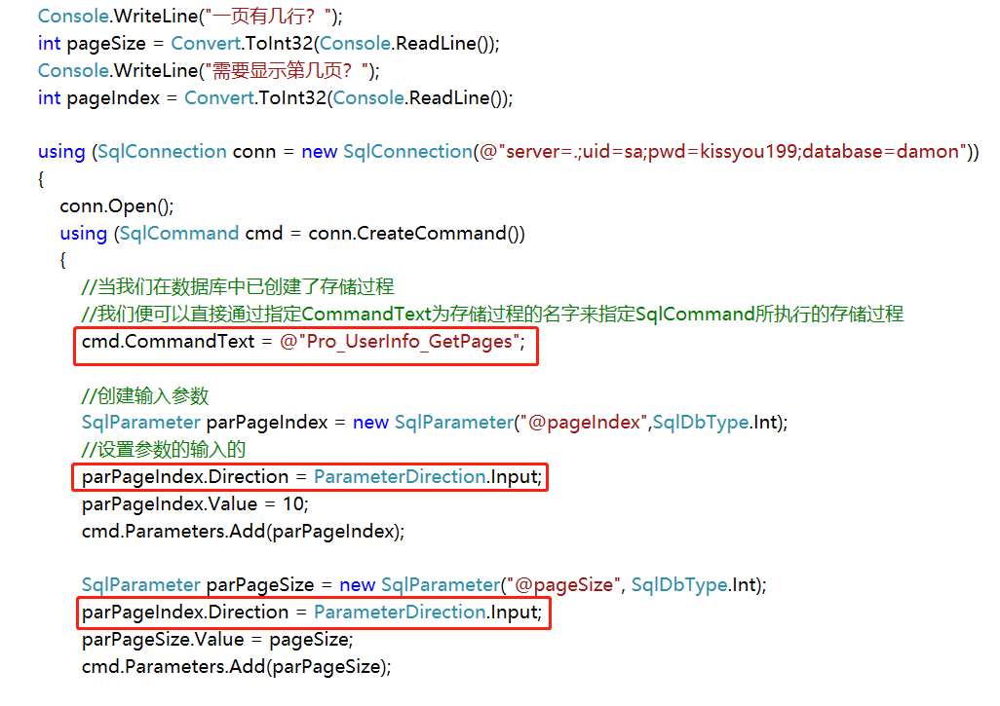 Console.WriteLine("一页有几行？");
int pageSize = Convert.ToInt32(Console.ReadLine());
Console.WriteLine("需要显示第几页？");
int pageIndex = Convert.ToInt32(Console.ReadLine());
using (SqlConnection conn = new SqlConnection(@"server=.;uid=sa;pwd=kissyou199;database=damon"))
{
conn.Open();
using (SqlCommand cmd = conn.CreateCommand())
{
//当我们在数据库中已创建了存储过程
//我们便可以直接通过指定CommandText为存储过程的名字来指定SqlCommand所执行的存储过程
cmd.CommandText = @"Pro_UserInfo_GetPages";
//创建输入参数
SqlParameter parPageIndex = new SqlParameter("@pageIndex",SqlDbType.Int);
//设置参数的输入的
parPageIndex.Direction = ParameterDirection.Input;
parPageIndex.Value = 10;
cmd.Parameters.Add(parPageIndex);
SqlParameter parPageSize = new SqlParameter("@pageSize", SqlDbType.Int);
parPageIndex.Direction = ParameterDirection.Input;
parPageSize.Value = pageSize;
cmd.Parameters.Add(parPageSize);